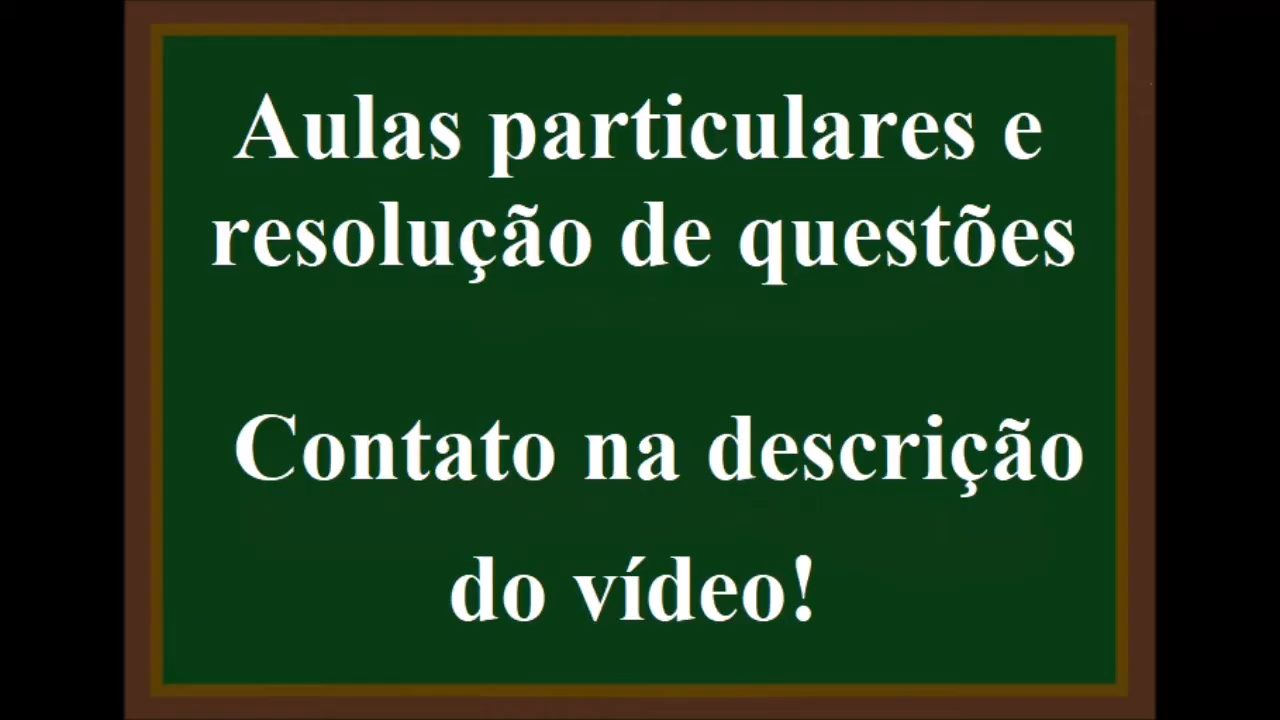 Aulas particulares e
resolução de questões
Contato na descrição
do vídeo!